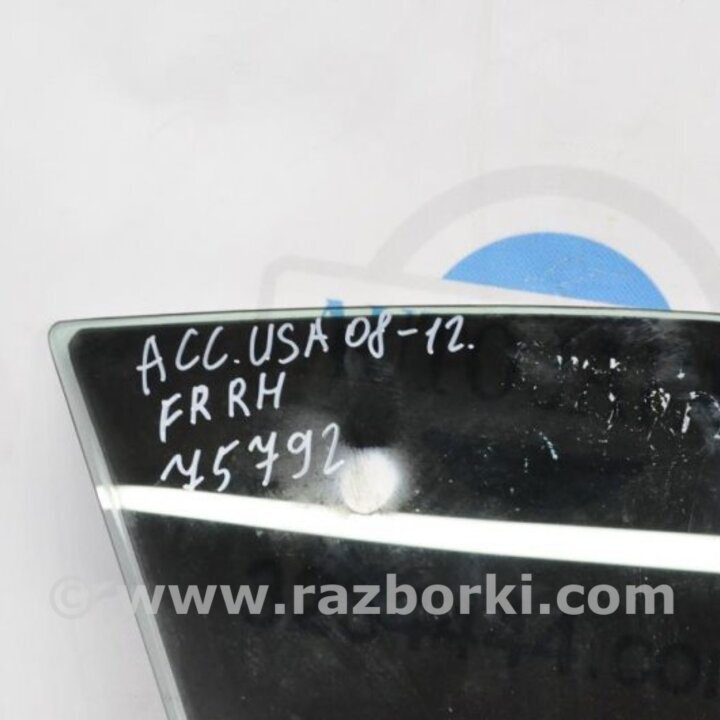 ACC. USA 08-12.
FR RH
75792
© www.razborki.com